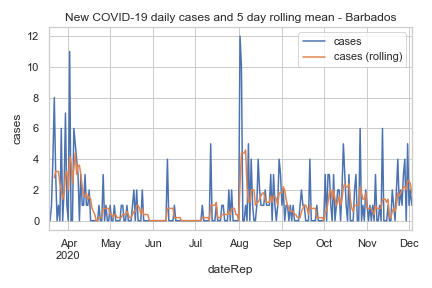 New COVID-19 daily cases and 5 day rolling mean - Barbados
cases
cases (rolling)
12
10
8
6
4
2
0
cases
Apr May Jun Jul Aug Sep Oct Nov Dec
2020
dateRep